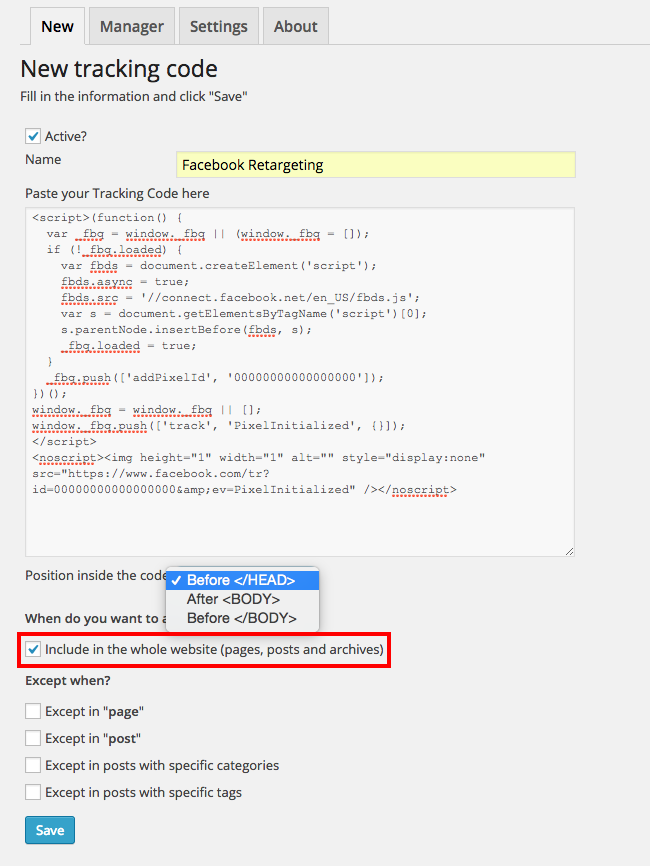 New Manager Settings About
New tracking code
Fill in the information and click "Save"
Active?
Name Facebook Retargeting
Paste your Tracking Code here
<script>(function() {
var _fbq = window._fbq || (window._fbq = []);
if (!_fbq.loaded) {
var fbds = document.createElement('script');
fbds.async = true;
fbds.src = '//connect.facebook.net/en_US/fbds.js';
var s = document.getElementsByTagName('script')[0];
s.parentNode.insertBefore(fbds, s);
_fbq.loaded = true;
}
_fbq.push(['addPixelId', '00000000000000000']);
})();
window._fbq = window._fbq || [];
window._fbq.push(['track', 'PixelInitialized', {}]);
</script>
<noscript><img height="1" width="1" alt="" style="display:none"
src="https://www.facebook.com/tr?
id=00000000000000000&amp;ev=PixelInitialized" /></noscript>
Position inside the code ✓ Before </HEAD>
After <BODY>
Before </BODY>
When do you want to a
Include in the whole website (pages, posts and archives)
Except when?
Except in "page"
Except in "post"
Except in posts with specific categories
Except in posts with specific tags
Save